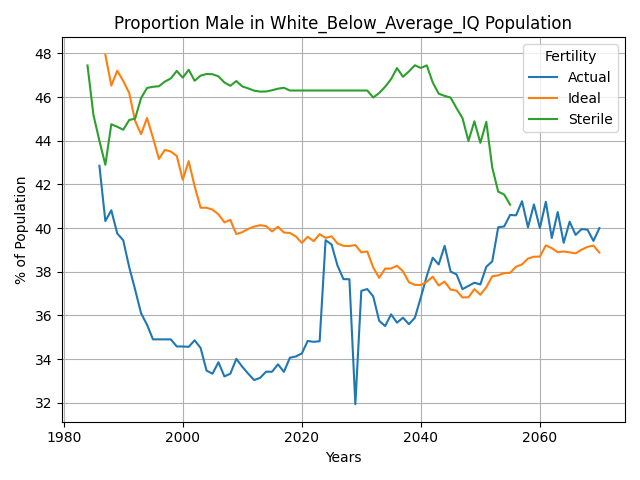 Proportion Male in White_Below_Average_IQ Population
Fertility
Actual
Ideal
Sterile
% of Population
48
46
44
42
40
38
36
34
32
1980
2000
2020
2040
2060
Years